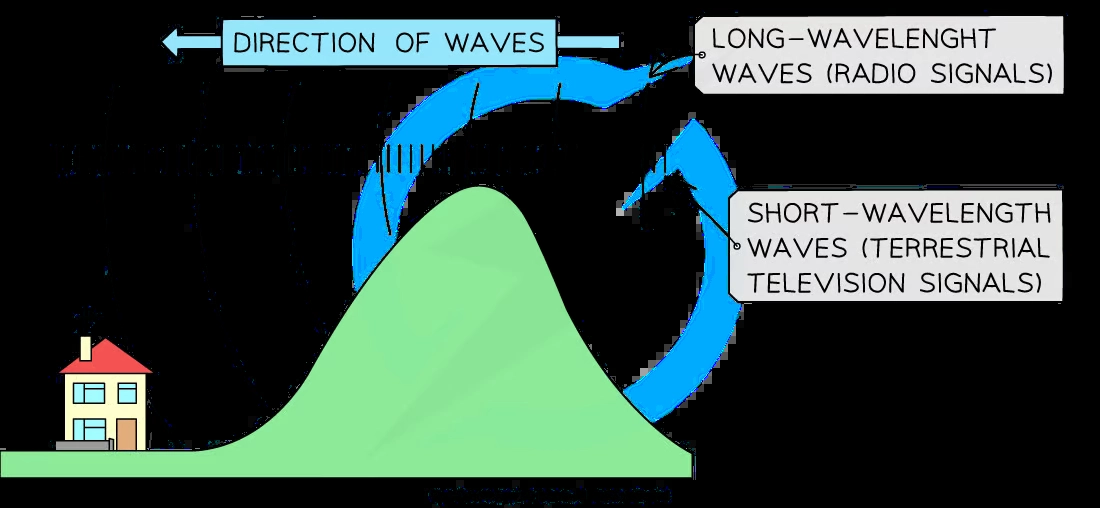 DIRECTION OF WAVES
LONG-WAVELENGHT
WAVES (RADIO SIGNALS)
SHORT-WAVELENGTH
WAVES (TERRESTRIAL
TELEVISION SIGNALS)